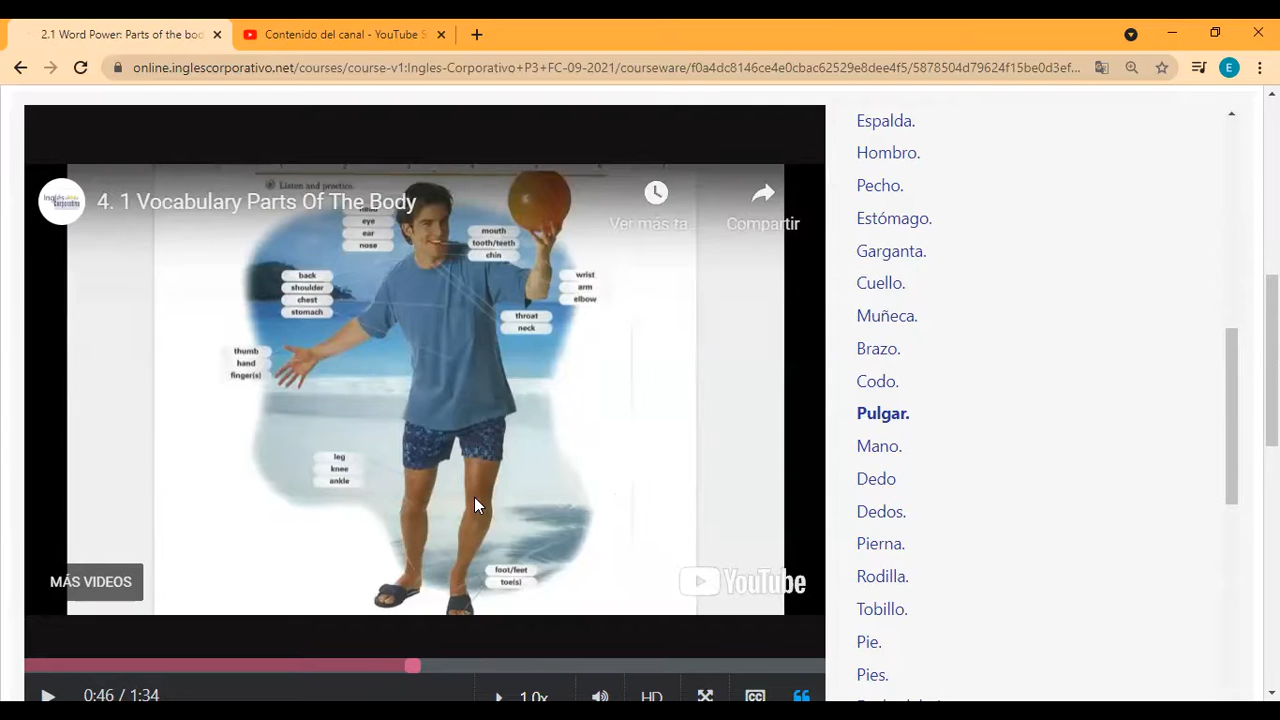 2.1 Word Power: Parts of the bod
Contenido del canal - YouTube S
online.inglescorporativo.net/courses/course-v1:Ingles-Corporativo+P3+FC-09-2021/courseware/f0a4dc8146ce4e0cbac62529e8dee4f5/5878504d79624f15be0d3ef...
E
Listen and practice.
4. 1 Vocabulary Parts Of The Body
Ver más ta
Compartir
head
eye
ear
nose
mouth
tooth/teeth
chin
back
shoulder
chest
stomach
wrist
arm
elbow
throat
neck
thumb
hand
finger(s)
leg
knee
ankle
foot/feet
toe(s)
MÁS VIDEOS
YouTube
0:46 / 1:34
1.0x
HD
Espalda.
Hombro.
Pecho.
Estómago.
Garganta.
Cuello.
Muñeca.
Brazo.
Codo.
Pulgar.
Mano.
Dedo
Dedos.
Pierna.
Rodilla.
Tobillo.
Pie.
Pies.